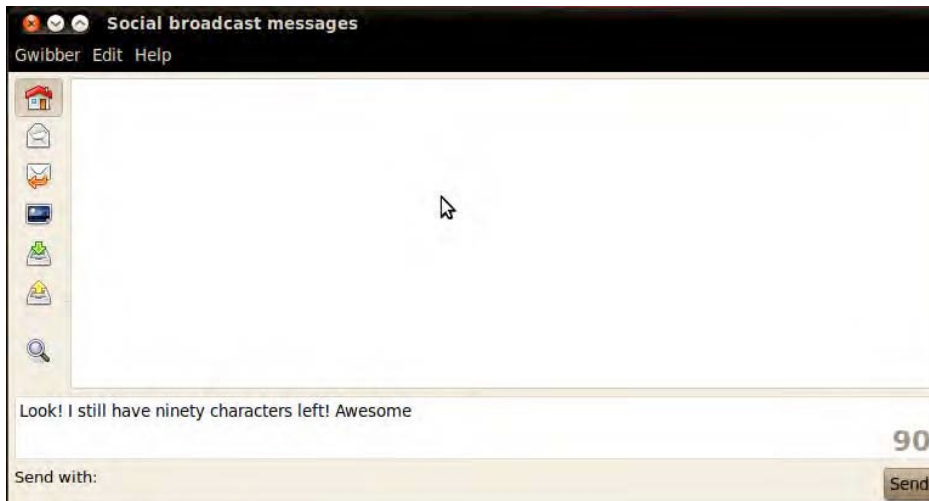 Social broadcast messages
Gwibber Edit Help
Look! I still have ninety characters left! Awesome
90
Send with:
Send